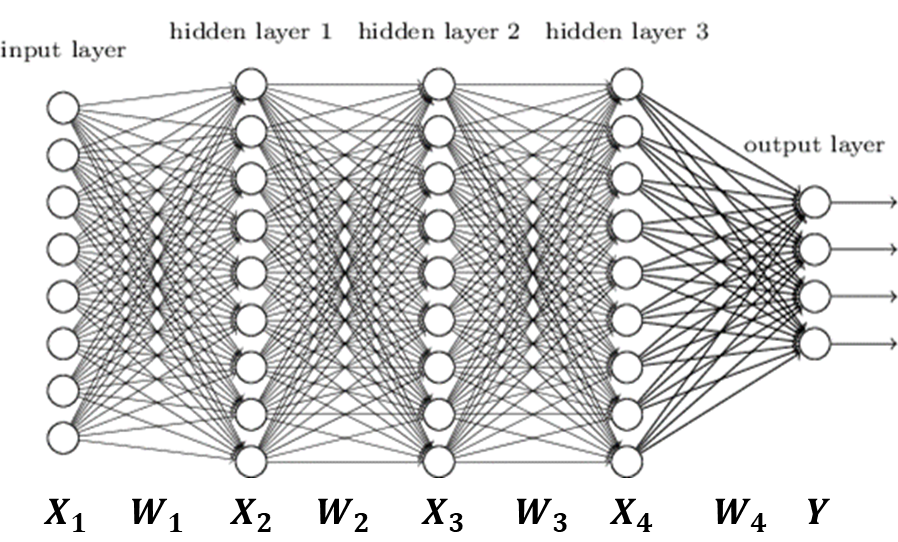 input layer
hidden layer 1
hidden layer 2
hidden layer 3
output layer
X₁ W₁ X₂ W₂ X₃ W₃ X₄ W₄ Y